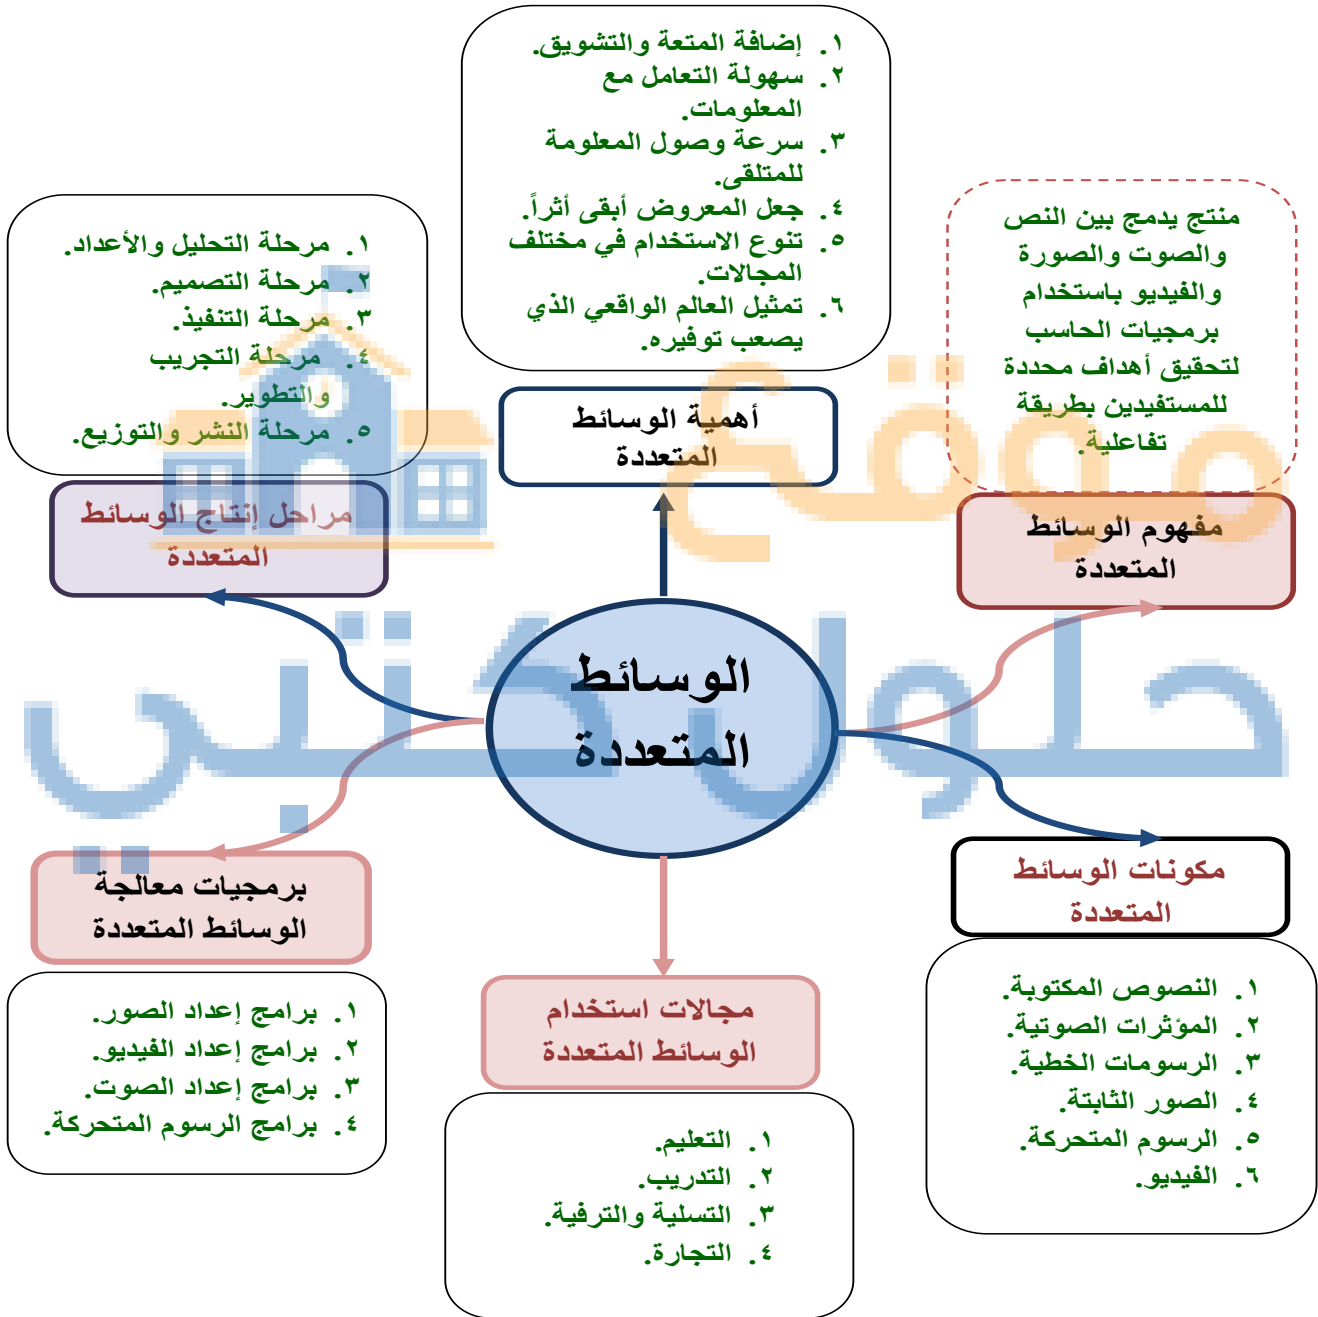 ١. إضافة المتعة والتشويق.
٢. سهولة التعامل مع
المعلومات.
٣. سرعة وصول المعلومة
للمتلقى.
٤. جعل المعروض أبقى أثراً.
٥. تنوع الاستخدام في مختلف
المجالات.
٦. تمثيل العالم الواقعي الذي
يصعب توفيره.
أهمية الوسائط
المتعددة
منتج يدمج بين النص
والصوت والصورة
والفيديو باستخدام
برمجيات الحاسب
لتحقيق أهداف محددة
للمستفيدين بطريقة
تفاعلية.
مفهوم الوسائط
المتعددة
١. مرحلة التحليل والأعداد.
٢. مرحلة التصميم.
٣. مرحلة التنفيذ.
٤. مرحلة التجريب
والتطوير.
٥. مرحلة النشر والتوزيع.
مراحل إنتاج الوسائط
المتعددة
موقع
حلول كتبي
الوسائط
المتعددة
مكونات الوسائط
المتعددة
١. النصوص المكتوبة.
٢. المؤثرات الصوتية.
٣. الرسومات الخطية.
٤. الصور الثابتة.
٥. الرسوم المتحركة.
٦. الفيديو.
مجالات استخدام
الوسائط المتعددة
١. التعليم.
٢. التدريب.
٣. التسلية والترفية.
٤. التجارة.
برمجيات معالجة
الوسائط المتعددة
١. برامج إعداد الصور.
٢. برامج إعداد الفيديو.
٣. برامج إعداد الصوت.
٤. برامج الرسوم المتحركة.